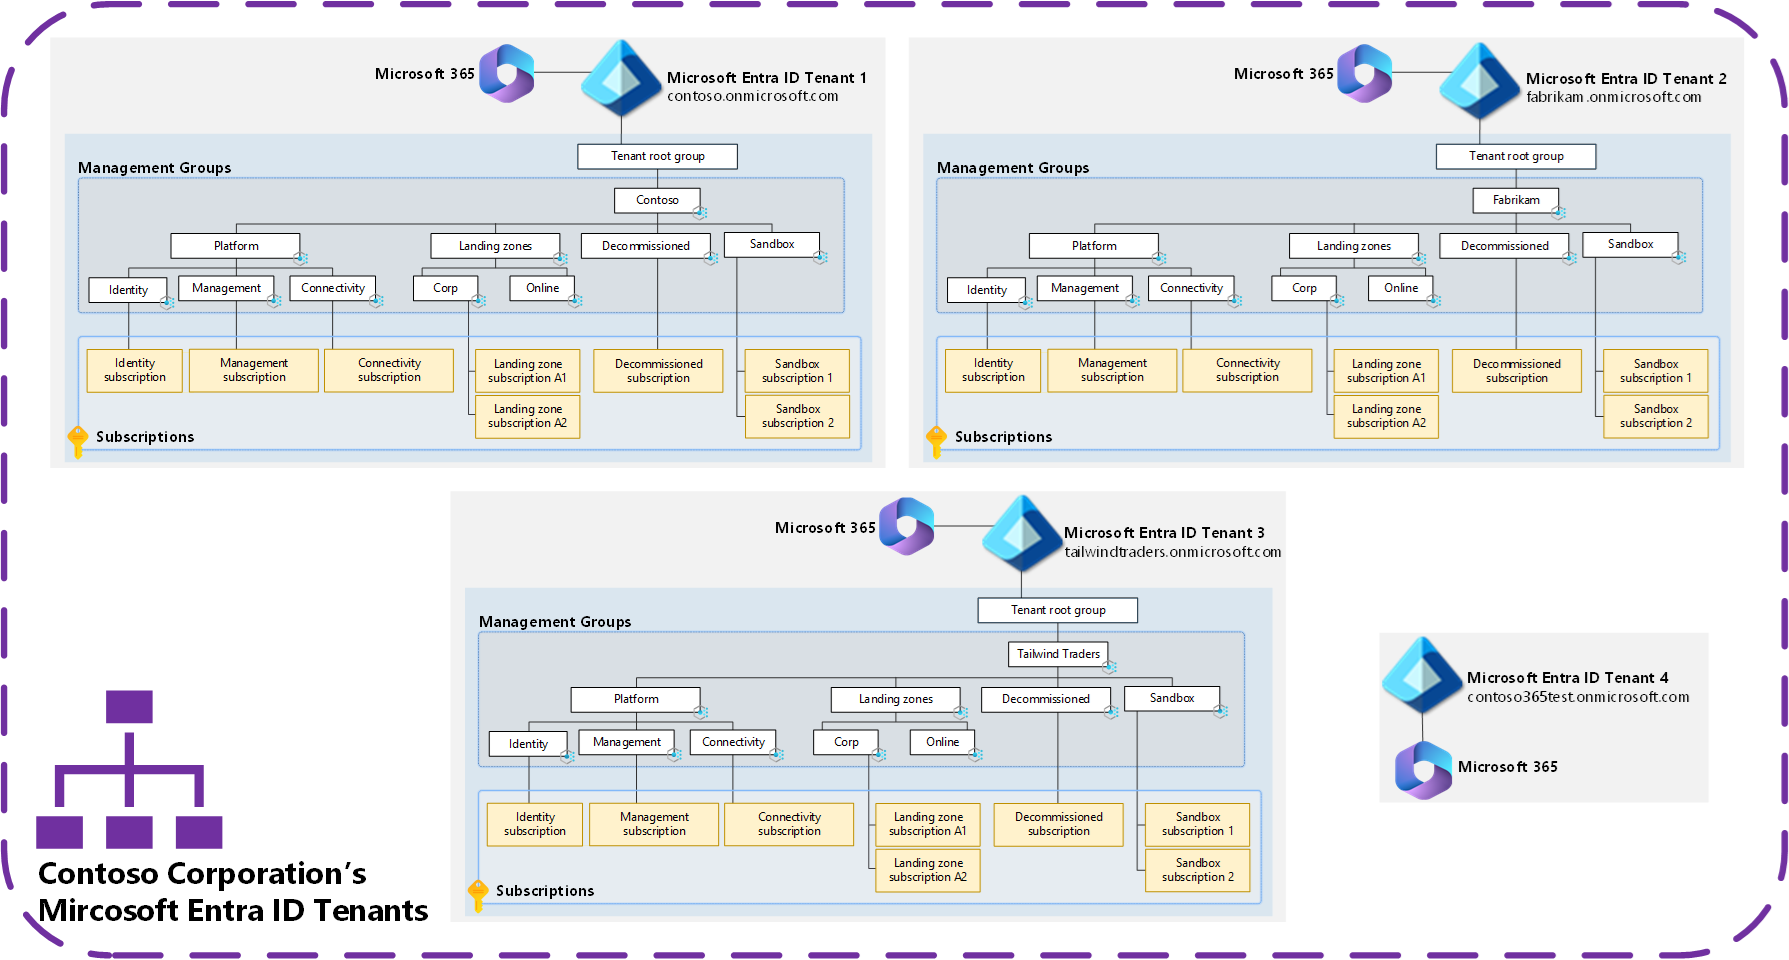 Microsoft 365
Microsoft Entra ID Tenant 1
contoso.onmicrosoft.com
Tenant root group
Management Groups
Contoso
Platform
Landing zones
Decommissioned
Sandbox
Identity
Management
Connectivity
Corp
Online
Identity
subscription
Management
subscription
Connectivity
subscription
Landing zone
subscription A1
Decommissioned
subscription
Sandbox
subscription 1
Landing zone
subscription A2
Sandbox
subscription 2
Subscriptions
Microsoft 365
Microsoft Entra ID Tenant 2
fabrikam.onmicrosoft.com
Tenant root group
Management Groups
Fabrikam
Platform
Landing zones
Decommissioned
Sandbox
Identity
Management
Connectivity
Corp
Online
Identity
subscription
Management
subscription
Connectivity
subscription
Landing zone
subscription A1
Decommissioned
subscription
Sandbox
subscription 1
Landing zone
subscription A2
Sandbox
subscription 2
Subscriptions
Microsoft 365
Microsoft Entra ID Tenant 3
tailwindtraders.onmicrosoft.com
Tenant root group
Management Groups
Tailwind Traders
Platform
Landing zones
Decommissioned
Sandbox
Identity
Management
Connectivity
Corp
Online
Identity
subscription
Management
subscription
Connectivity
subscription
Landing zone
subscription A1
Decommissioned
subscription
Sandbox
subscription 1
Landing zone
subscription A2
Sandbox
subscription 2
Subscriptions
Microsoft Entra ID Tenant 4
contoso365test.onmicrosoft.com
Microsoft 365
Contoso Corporation’s
Mircosoft Entra ID Tenants